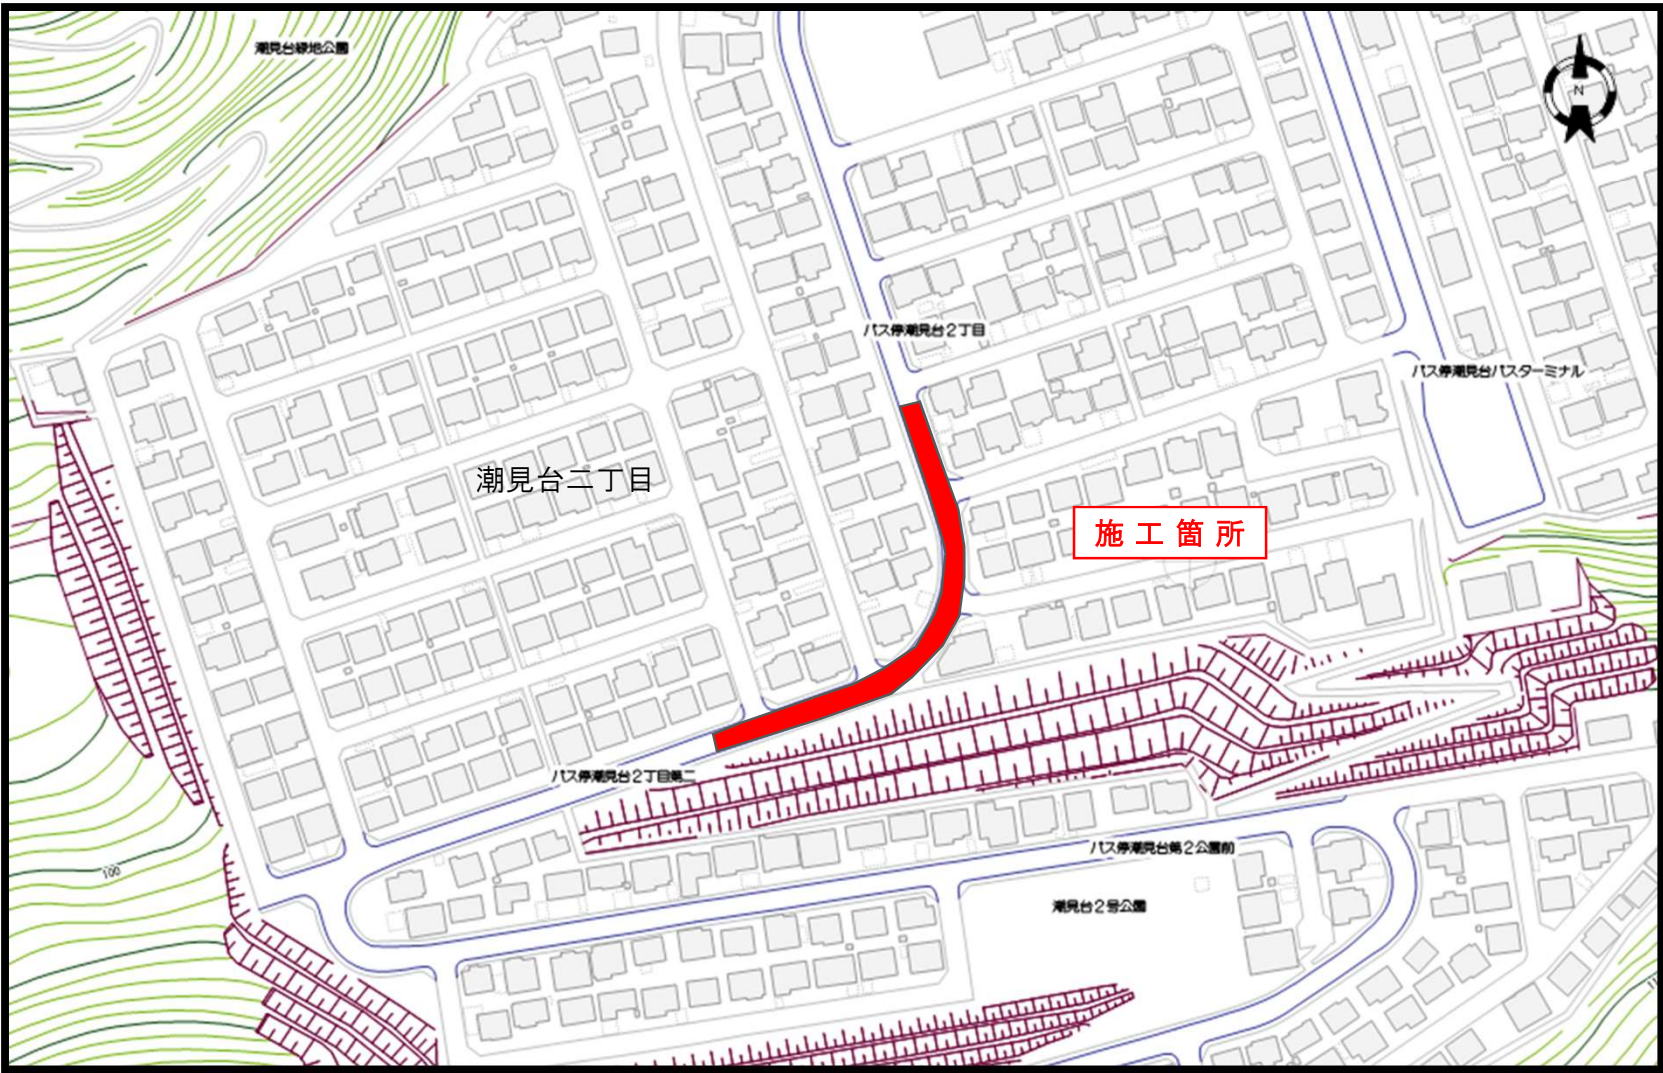 潮見台緑地公園
N
バス停潮見台2丁目
バス停潮見台バスターミナル
潮見台二丁目
施工箇所
バス停潮見台2丁目第二
バス停潮見台第2公園前
100
潮見台2号公園